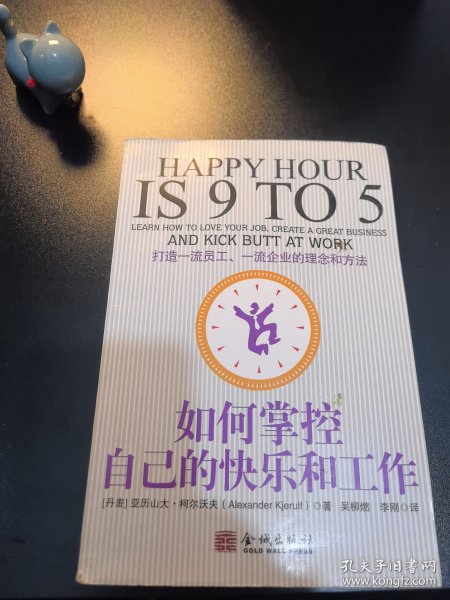 HAPPY HOUR
IS 9 TO 5
LEARN HOW TO LOVE YOUR JOB, CREATE A GREAT BUSINESS
AND KICK BUTT AT WORK
打造一流员工、一流企业的理念和方法
如何掌控
自己的快乐和工作
[丹麦] 亚历山大·柯尔沃夫 ( Alexander Kjerulf ) ◎著 吴柳燃 李刚◎译
金城出版社
GOLD WALL PRESS
孔夫子旧书网
www.kongfz.com